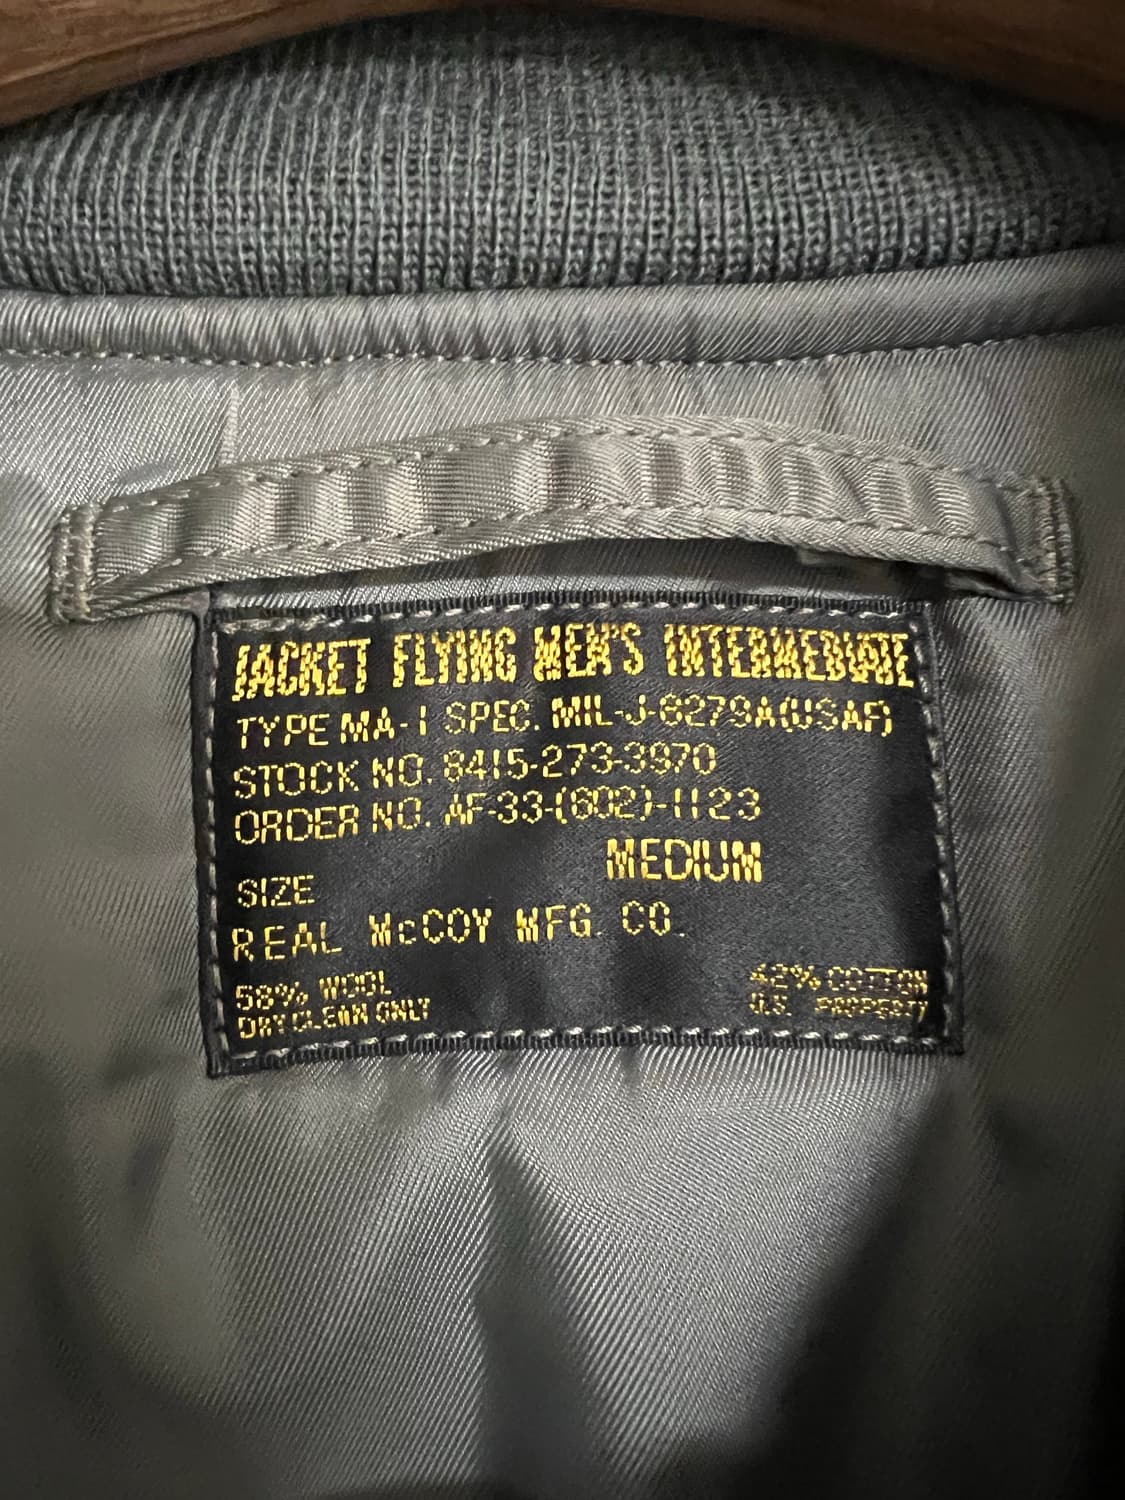 JACKET FLYING MEN'S INTERMEDIATE
TYPE MA-1 SPEC. MIL-J-8279A(USAF)
STOCK NO. 8415-273-3970
ORDER NO. AF-33-(602)-1123
MEDIUM
SIZE
REAL McCOY MFG. CO.
58% WOOL 42% COTTON
DRY CLEAN ONLY U.S. PROPERTY